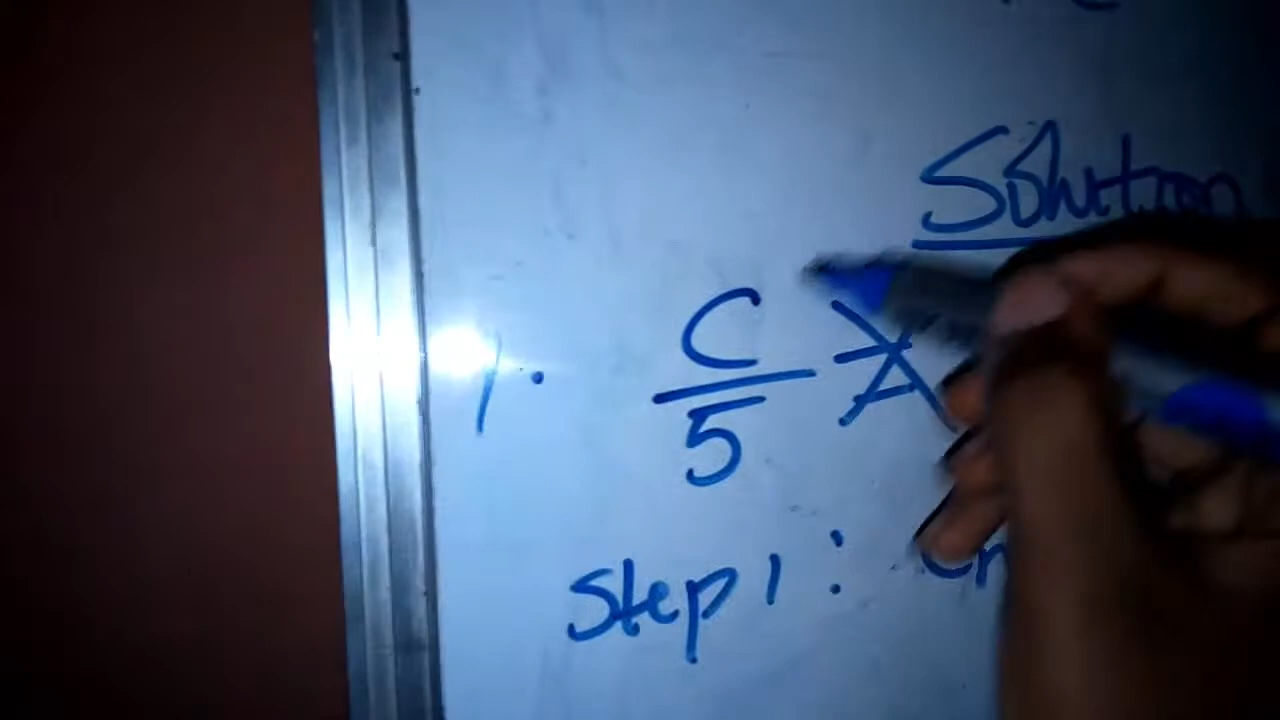 Solution
1. C/5 =
Step 1: